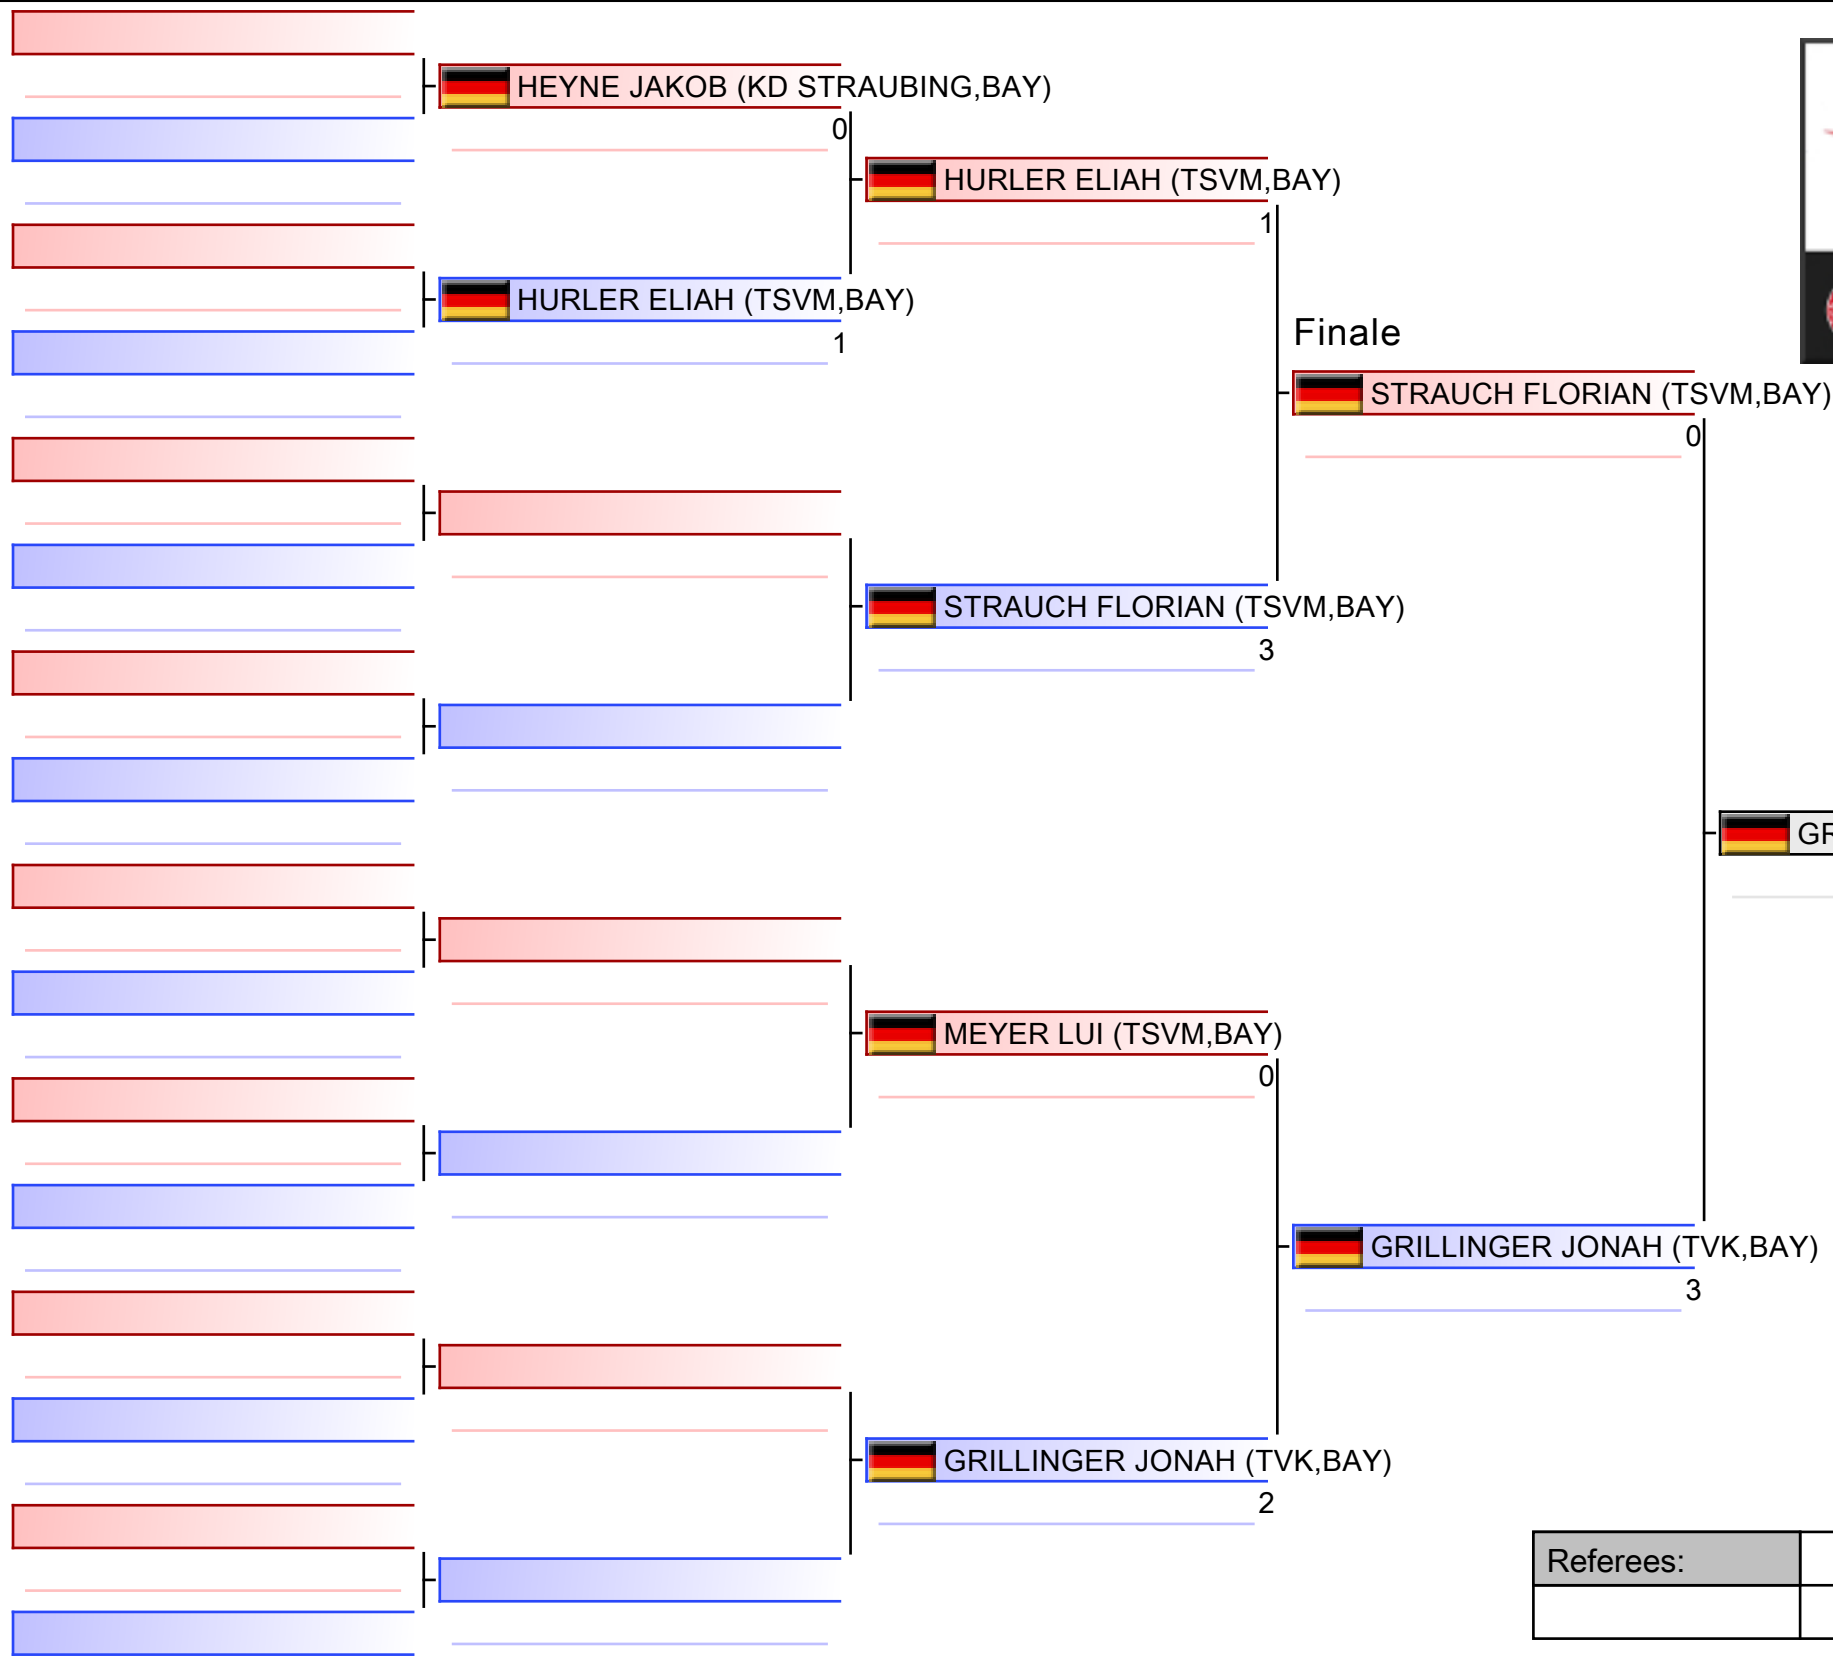 HEYNE JAKOB (KD STRAUBING,BAY)
0
HURLER ELIAH (TSVM,BAY)
1
HURLER ELIAH (TSVM,BAY)
1
Finale
STRAUCH FLORIAN (TSVM,BAY)
0
STRAUCH FLORIAN (TSVM,BAY)
3
GR
MEYER LUI (TSVM,BAY)
0
GRILLINGER JONAH (TVK,BAY)
3
GRILLINGER JONAH (TVK,BAY)
2
Referees: